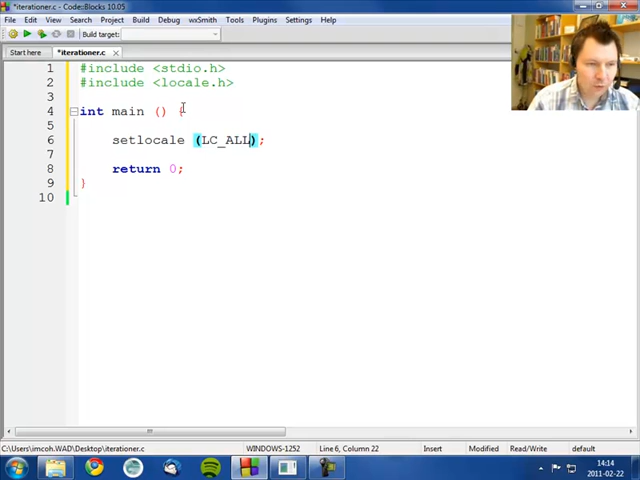 *iterationer.c - Code::Blocks 10.05
File Edit View Search Project Build Debug wxSmith Tools Plugins Settings Help
Build target:
Start here *iterationer.c
1 #include <stdio.h>
2 #include <locale.h>
3
4 int main () {
5
6 setlocale (LC_ALL);
7
8 return 0;
9 }
10
C:\Users\imcoh.WAD\Desktop\iterationer.c WINDOWS-1252 Line 6, Column 22 Insert Modified Read/Write default
14:14
2011-02-22